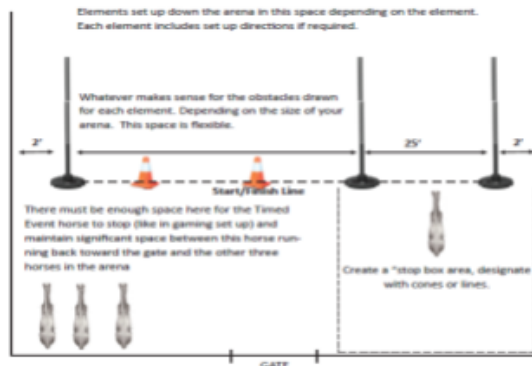 Elements set up down the arena in this space depending on the element.
Each element includes set up directions if required.
Whatever makes sense for the obstacles drawn
for each element. Depending on the size of your
arena. This space is flexible.
2'
25'
2'
Start/Finish Line
There must be enough space here for the Timed
Event horse to stop (like in gaming set up) and
maintain significant space between this horse run-
ning back toward the gate and the other three
horses in the arena
Create a "stop box area, designate
with cones or lines.
GATE